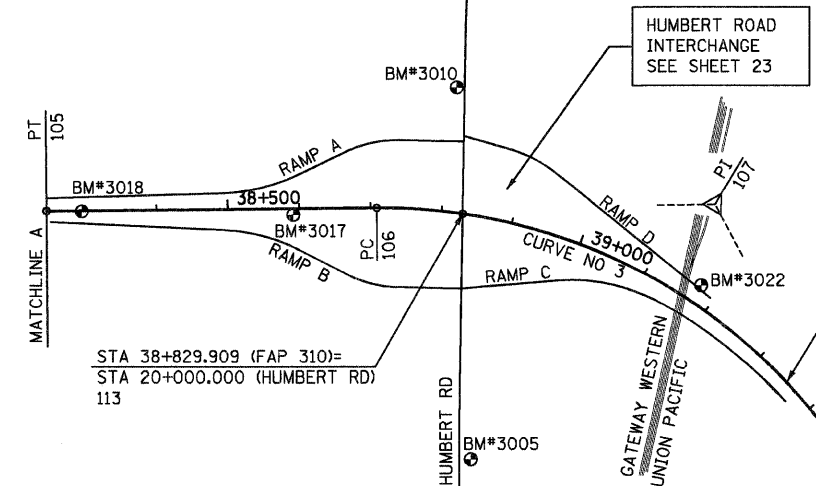 HUMBERT ROAD
INTERCHANGE
SEE SHEET 23
BM#3010
PT
105
RAMP A
PI
107
BM#3018
38+500
BM#3017
PC
106
RAMP B
RAMP D
39+000
CURVE NO 3
RAMP C
BM#3022
MATCHLINE A
STA 38+829.909 (FAP 310)=
STA 20+000.000 (HUMBERT RD)
113
HUMBERT RD
BM#3005
GATEWAY WESTERN
UNION PACIFIC